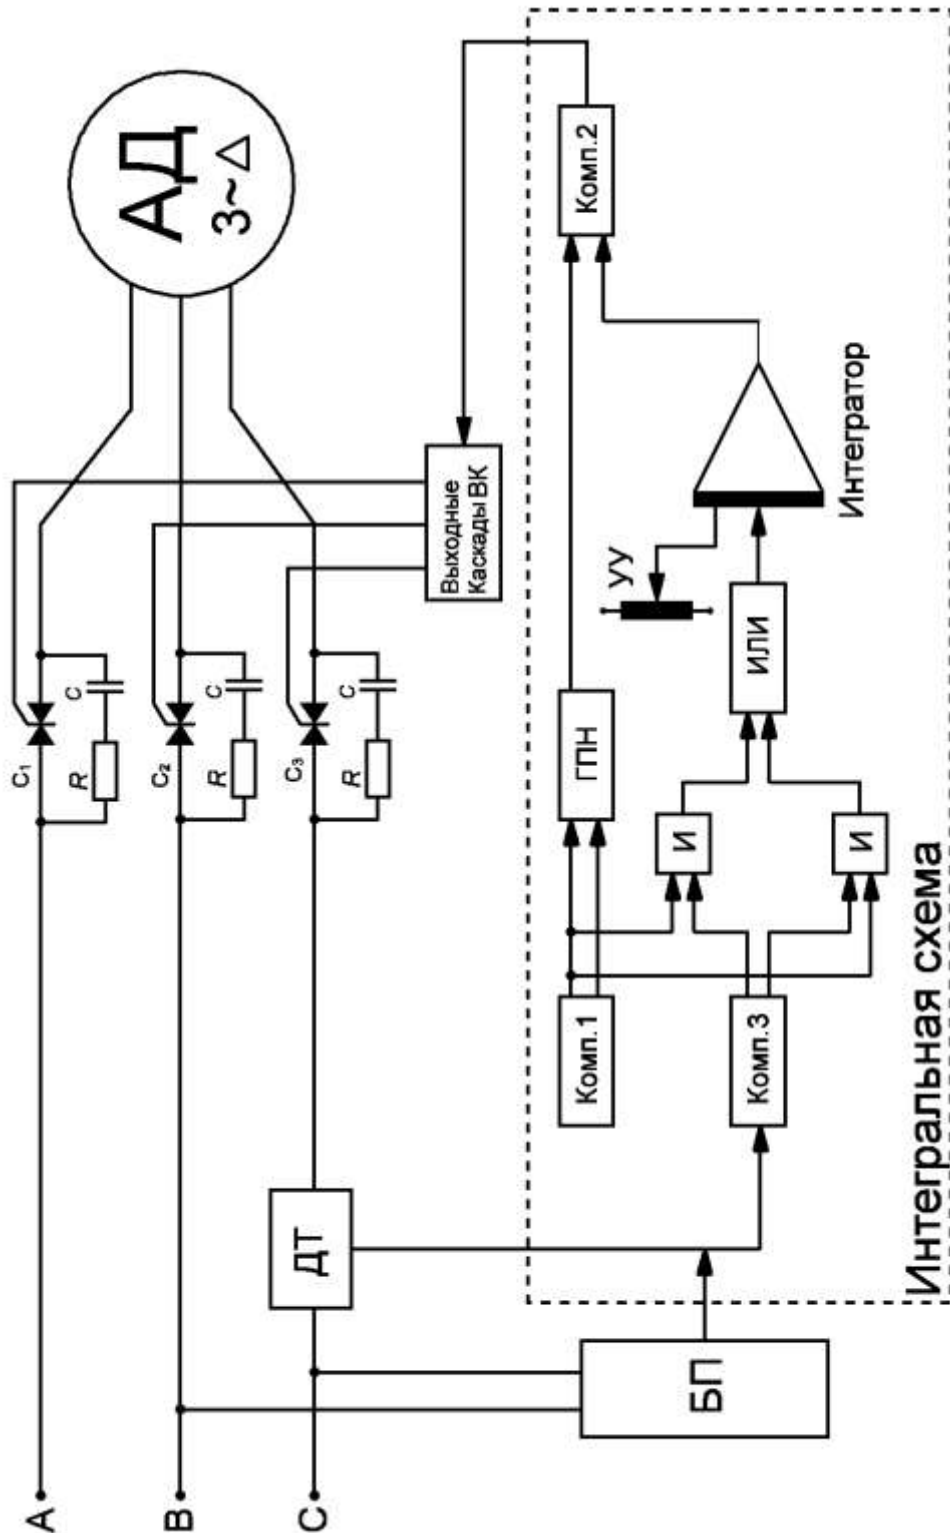 A
B
C
C₁
R
C
C₂
R
C
C₃
R
C
АД
3~△
ДТ
БП
Выходные
Каскады ВК
Комп.1
ГПН
Комп.2
Комп.3
И
И
ИЛИ
УУ
Интегратор
Интегральная схема